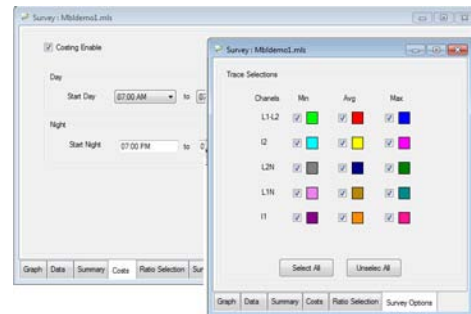 Survey : Mbldemo1.mls
Costing Enable
Day
Start Day 07:00 AM to
Night
Start Night 07:00 PM to
Graph Data Summary Costs Ratio Selection
Survey : Mbldemo1.mls
Trace Selections
Chanels Min Avg Max
L1-L2
I2
L2N
L1N
I1
Select All Unselec All
Graph Data Summary Costs Ratio Selection Survey Options